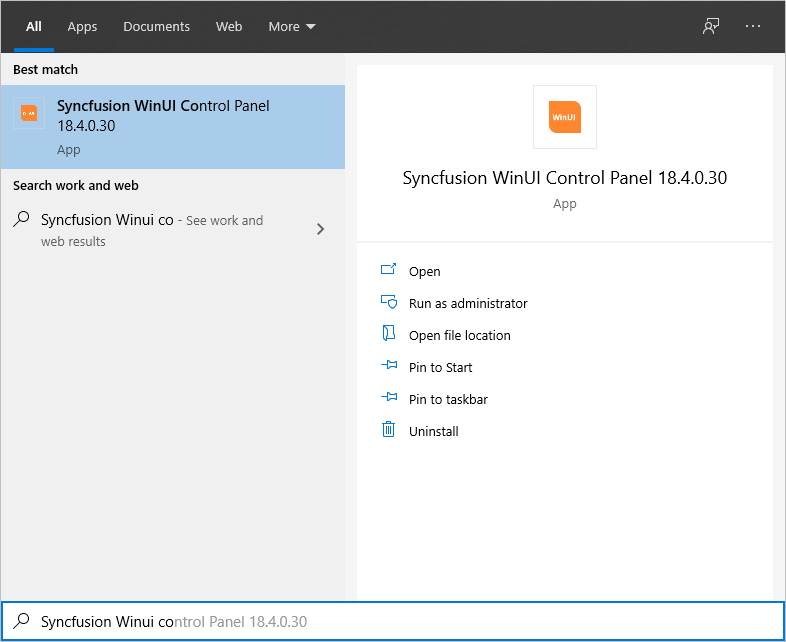 All Apps Documents Web More
Best match
Syncfusion WinUI Control Panel
18.4.0.30
App
Search work and web
Syncfusion Winui co - See work and
web results
WinUI
Syncfusion WinUI Control Panel 18.4.0.30
App
Open
Run as administrator
Open file location
Pin to Start
Pin to taskbar
Uninstall
Syncfusion Winui control Panel 18.4.0.30